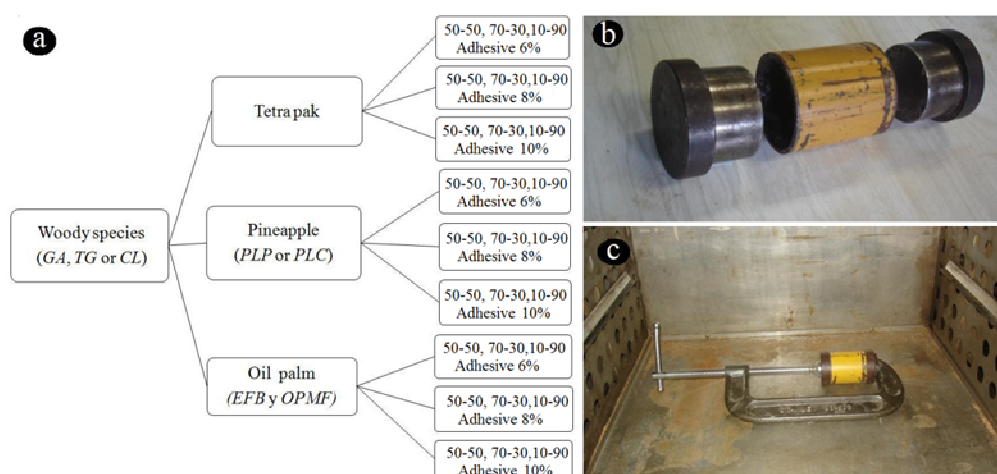 a
50-50, 70-30,10-90
Adhesive 6%
50-50, 70-30,10-90
Adhesive 8%
50-50, 70-30,10-90
Adhesive 10%
Tetra pak
50-50, 70-30,10-90
Adhesive 6%
50-50, 70-30,10-90
Adhesive 8%
50-50, 70-30,10-90
Adhesive 10%
Pineapple
(PLP or PLC)
Woody species
(GA, TG or CL)
50-50, 70-30,10-90
Adhesive 6%
50-50, 70-30,10-90
Adhesive 8%
50-50, 70-30,10-90
Adhesive 10%
Oil palm
(EFB y OPMF)
b
c